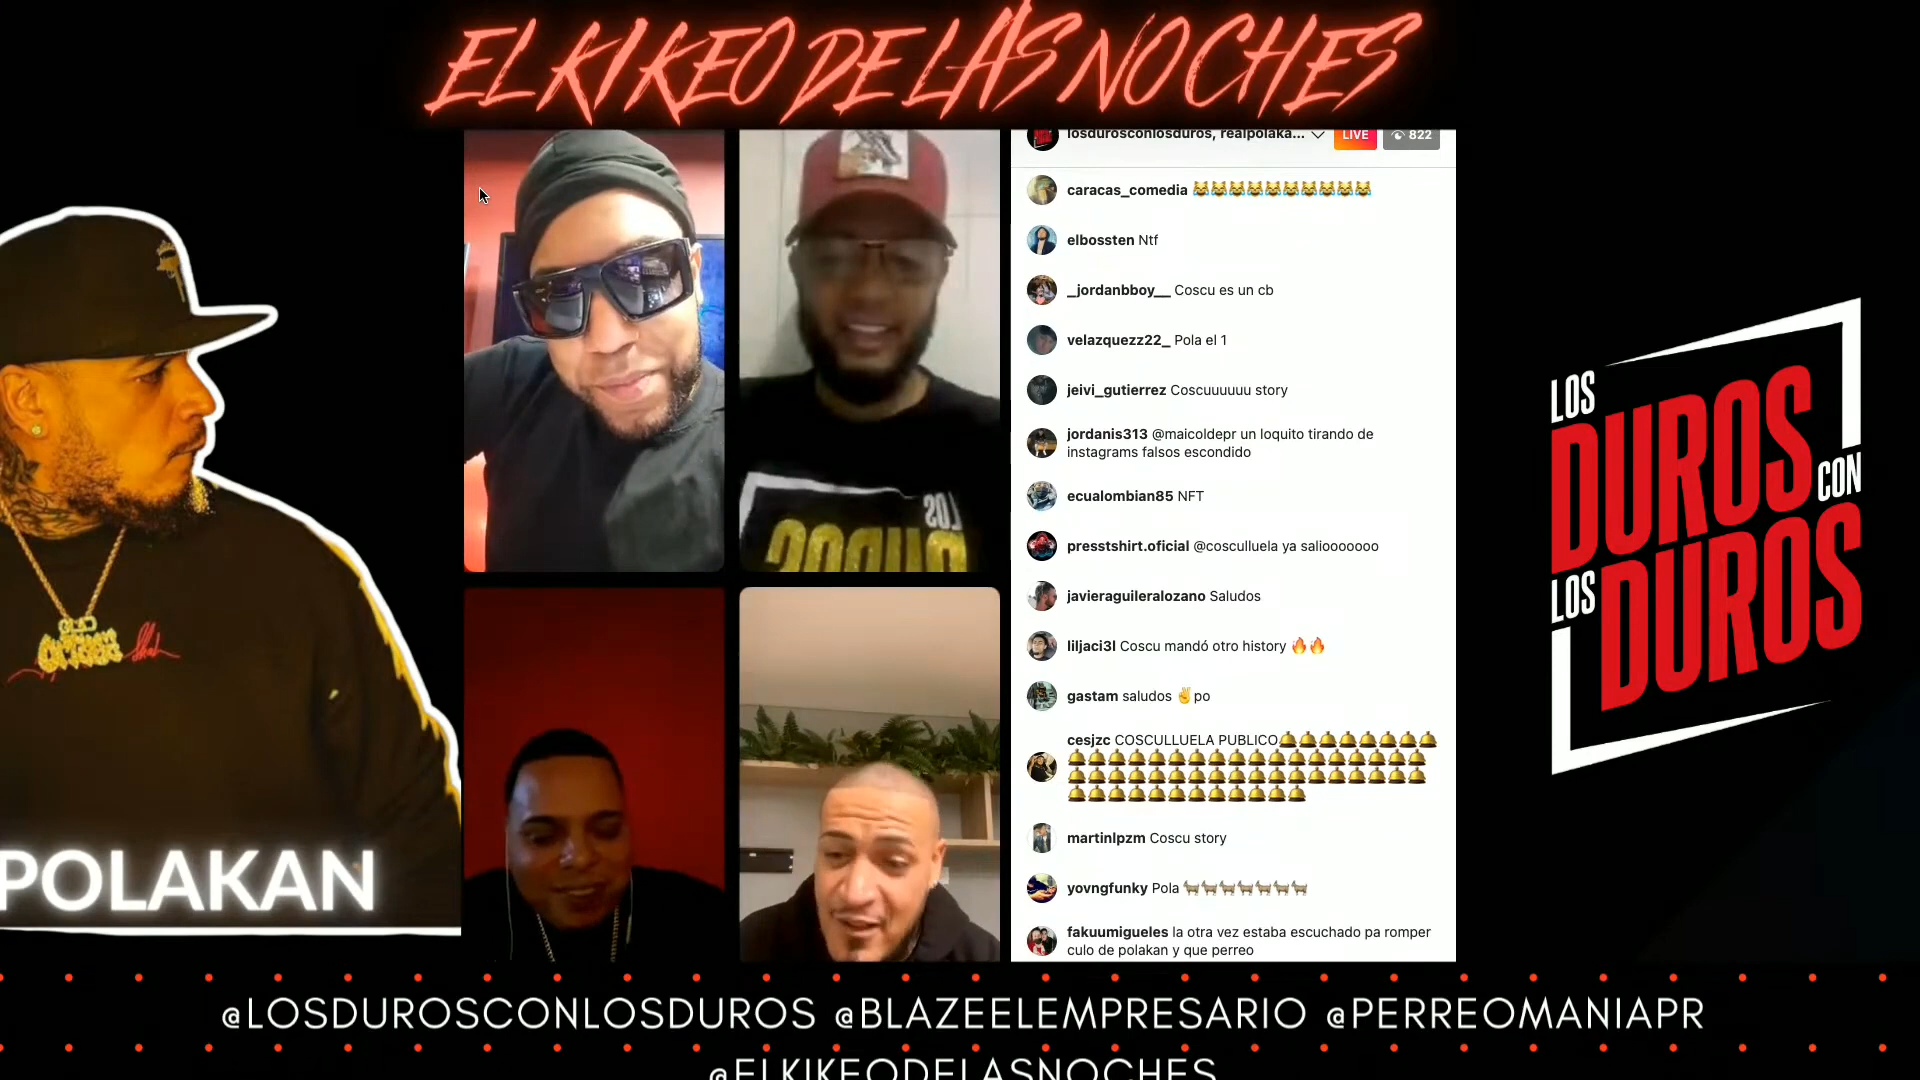 EL KIKEO DE LAS NOCHES
losdurosconlosduros, realpolaka...
LIVE
822
caracas_comedia
elbossten Ntf
_jordanbboy__ Coscu es un cb
velazquezz22_ Pola el 1
jeivi_gutierrez Coscuuuuuu story
jordanis313 @maicoldepr un loquito tirando de
instagrams falsos escondido
ecualombian85 NFT
presstshirt.oficial @cosculluela ya saliooooooo
javieraguileralozano Saludos
liljaci3l Coscu mandó otro history 🔥🔥
gastam saludos ✌️po
cesjzc COSCULLUELA PUBLICO
martinlpzm Coscu story
yovngfunky Pola 🐐🐐🐐🐐🐐🐐🐐
fakuumigueles la otra vez estaba escuchado pa romper
culo de polakan y que perreo
POLAKAN
LOS
DUROS
CON
LOS
DUROS
LOS
DUROS
@LOSDUROSCONLOSDUROS @BLAZEELEMPRESARIO @PERREOMANIAPR
@ELKIKEODELASNOCHES